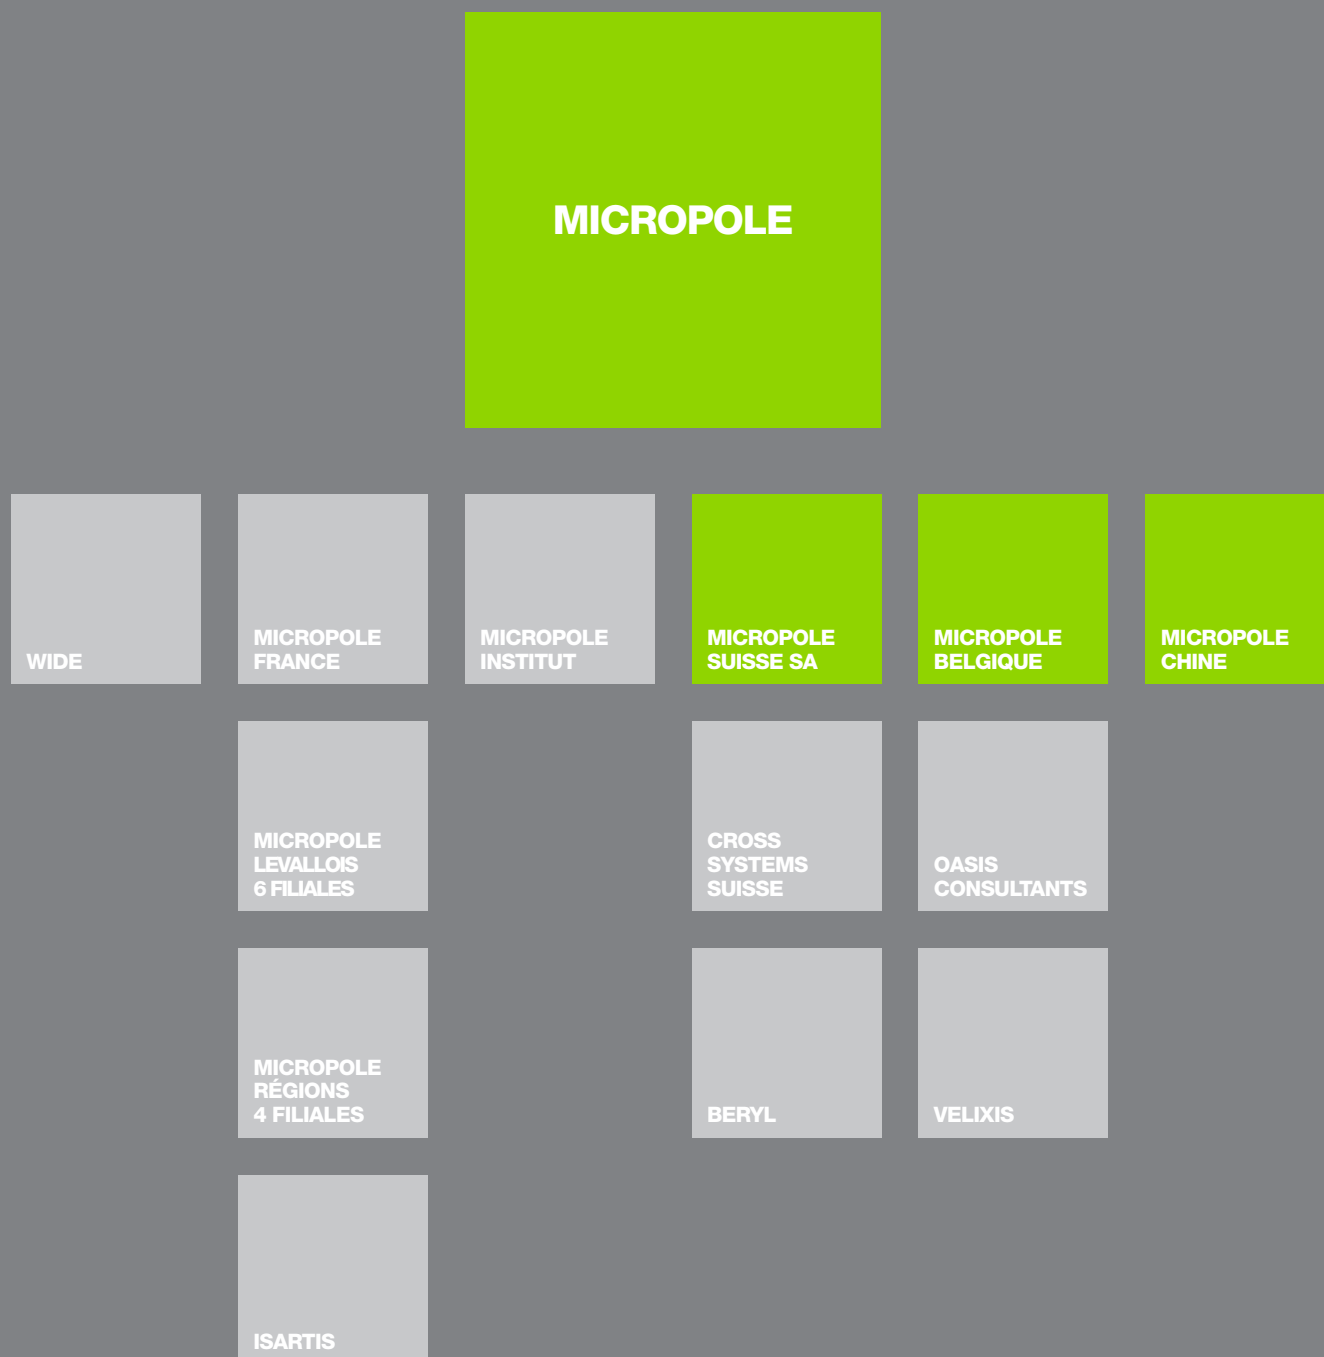 MICROPOLE
WIDE
MICROPOLE
FRANCE
MICROPOLE
INSTITUT
MICROPOLE
SUISSE SA
MICROPOLE
BELGIQUE
MICROPOLE
CHINE
MICROPOLE
LEVALLOIS
6 FILIALES
CROSS
SYSTEMS
SUISSE
OASIS
CONSULTANTS
MICROPOLE
RÉGIONS
4 FILIALES
BERYL
VELIXIS
ISARTIS